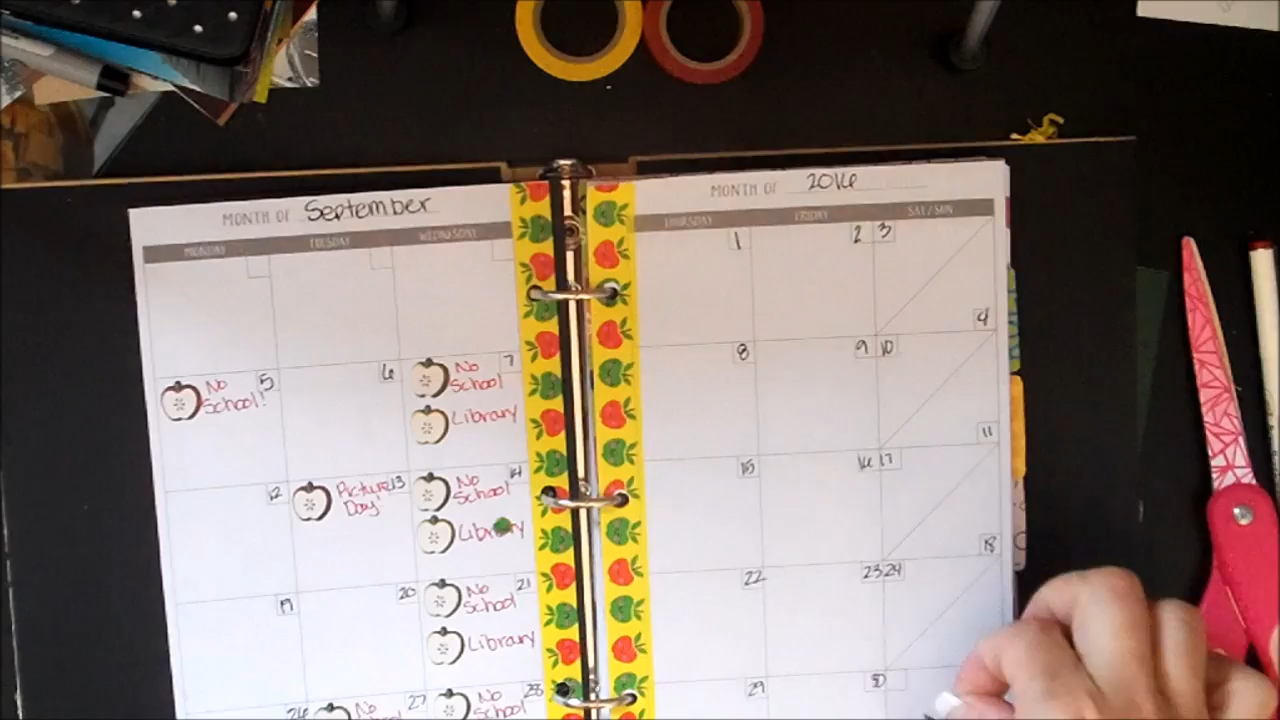 MONTH OF September
MONTH OF 2016
MONDAY TUESDAY WEDNESDAY
THURSDAY FRIDAY SAT/SUN
1 2 3
4
5 No School!
6
7 No School
Library
8 9 10
11
12
13 Picture Day!
14 No School
Library
15 16 17
18
19
20
21 No School
Library
22 23 24
26
27 No
28 No School
29 30